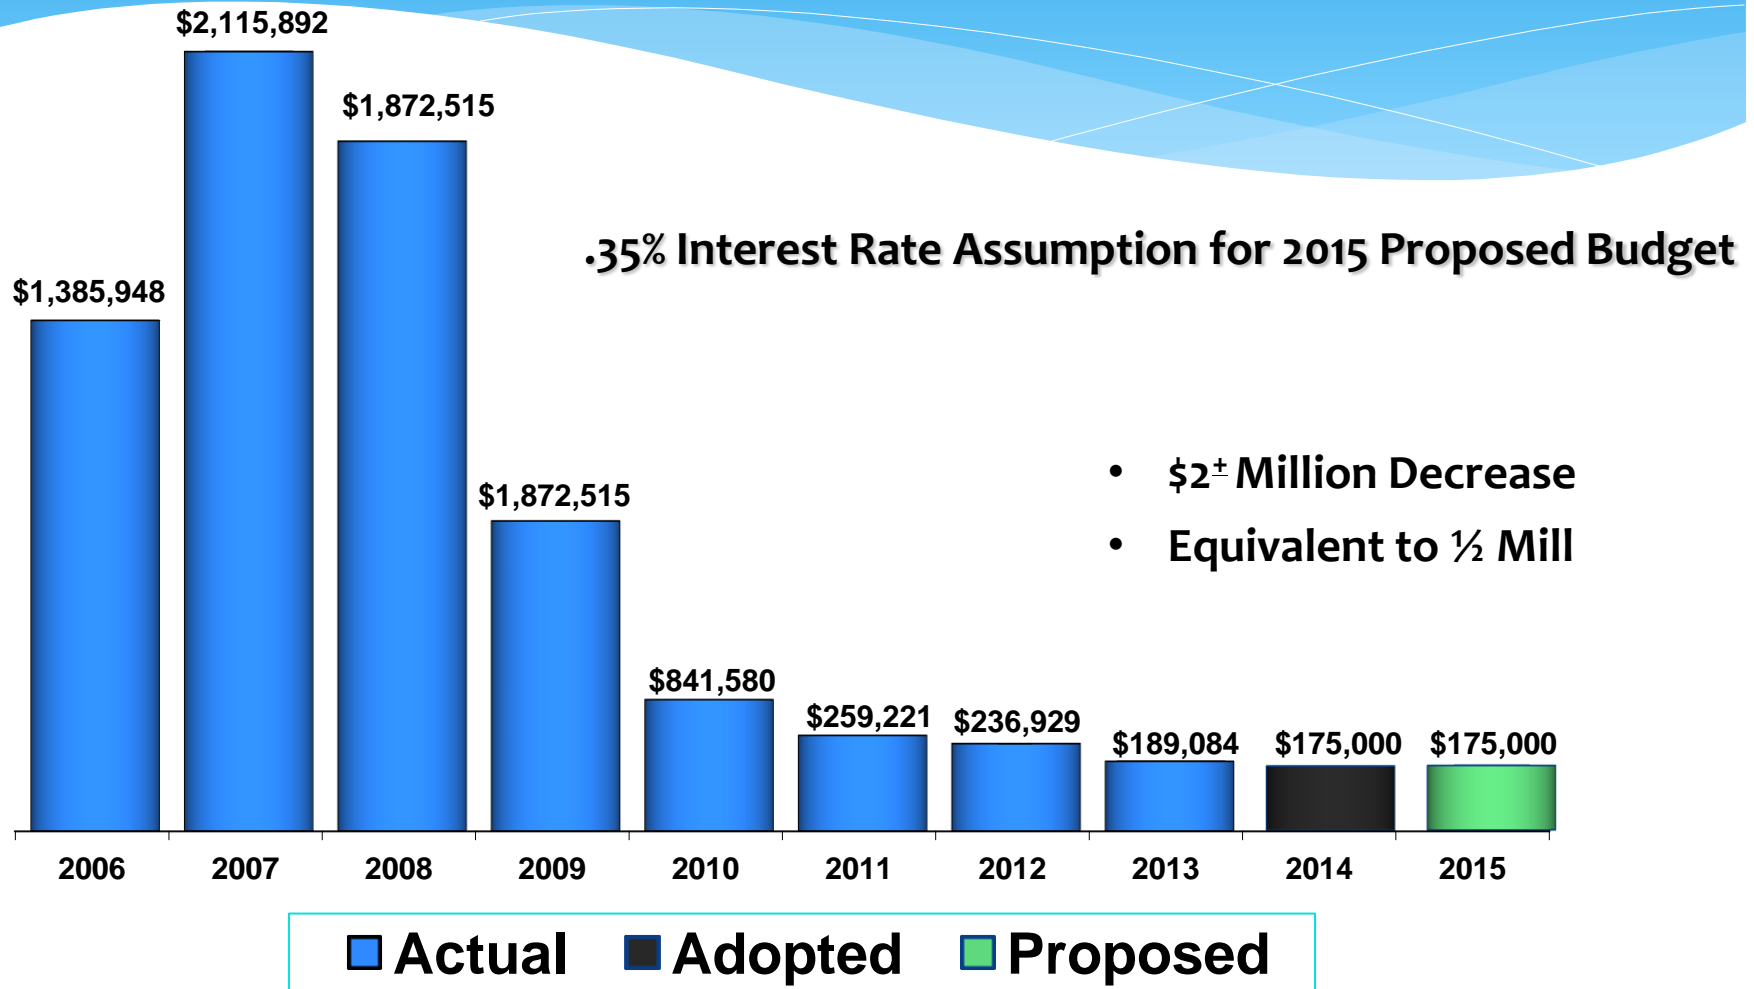 $2,115,892
$1,872,515
.35% Interest Rate Assumption for 2015 Proposed Budget
$1,385,948
• $2± Million Decrease
$1,872,515
• Equivalent to ½ Mill
$841,580
$259,221 $236,929
$189,084 $175,000 $175,000
2006 2007 2008 2009 2010 2011 2012 2013 2014 2015
Actual Adopted Proposed